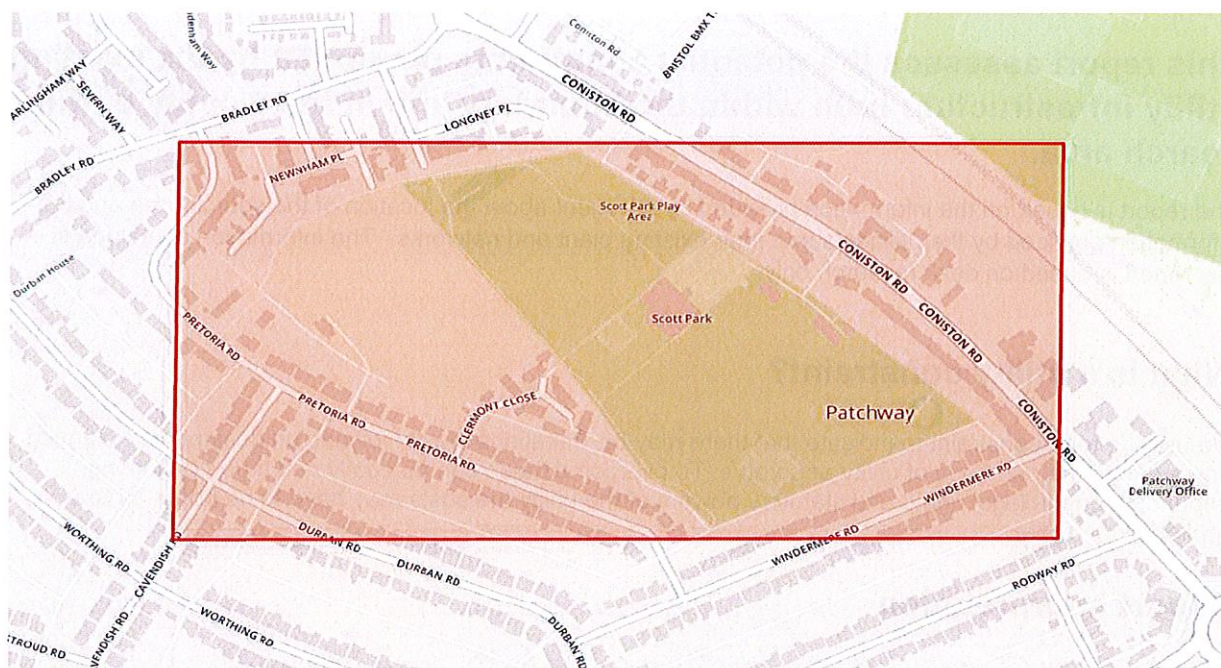 Coniston Rd
BRISTOL BMX T
ARLINGHAM WAY
SEVERN WAY
BRADLEY RD
LONGNEY PL
CONISTON RD
BRADLEY RD
NEWNHAM PL
Scott Park Play
Area
Durban House
CONISTON RD
PRETORIA RD
Scott Park
CONISTON RD
PRETORIA RD
CLERMONT CLOSE
Patchway
PRETORIA RD
CONISTON RD
WINDERMERE RD
Patchway
Delivery Office
WORTHING RD
CAVENDISH RD
DURBAN RD
WINDERMERE RD
DURBAN RD
RODWAY RD
WORTHING RD
DURBAN RD